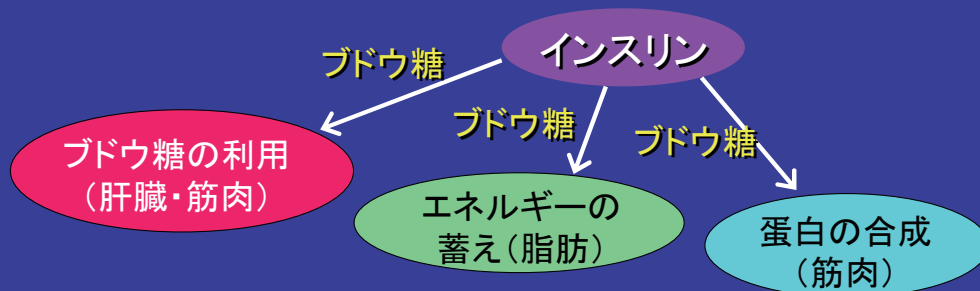 インスリン
ブドウ糖
ブドウ糖
ブドウ糖
ブドウ糖の利用
(肝臓・筋肉)
エネルギーの
蓄え(脂肪)
蛋白の合成
(筋肉)